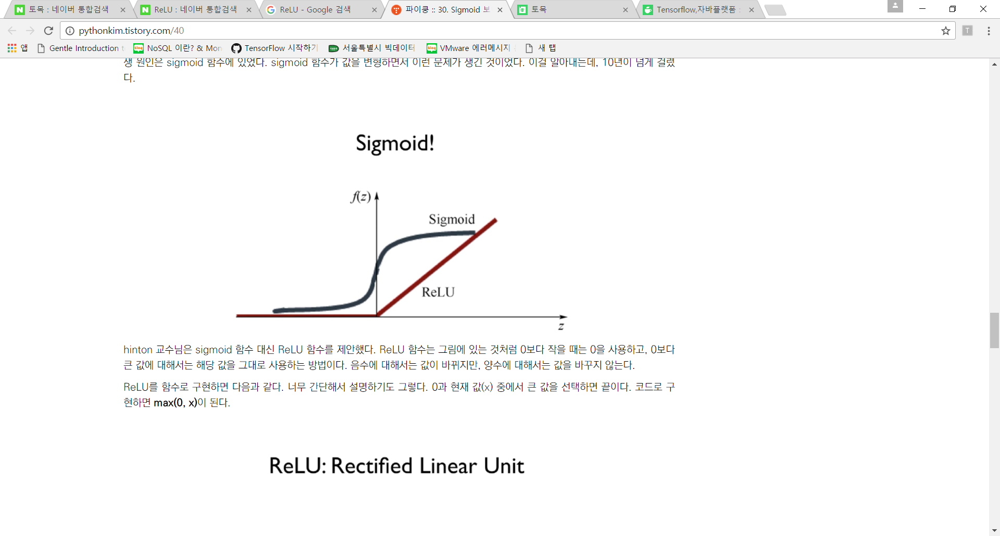 토목 : 네이버 통합검색
ReLU : 네이버 통합검색
ReLU - Google 검색
파이쿵 :: 30. Sigmoid 보
토목
Tensorflow,자바플랫폼 :
pythonkim.tistory.com/40
T
앱
Gentle Introduction t
blog
NoSQL 이란? & Mon
TensorFlow 시작하기
서울특별시 빅데이터
blog
VMware 에러메시지
새 탭
생 원인은 sigmoid 함수에 있었다. sigmoid 함수가 값을 변형하면서 이런 문제가 생긴 것이었다. 이걸 알아내는데, 10년이 넘게 걸렸
다.
Sigmoid!
f(z)
Sigmoid
ReLU
z
hinton 교수님은 sigmoid 함수 대신 ReLU 함수를 제안했다. ReLU 함수는 그림에 있는 것처럼 0보다 작을 때는 0을 사용하고, 0보다
큰 값에 대해서는 해당 값을 그대로 사용하는 방법이다. 음수에 대해서는 값이 바뀌지만, 양수에 대해서는 값을 바꾸지 않는다.
ReLU를 함수로 구현하면 다음과 같다. 너무 간단해서 설명하기도 그렇다. 0과 현재 값(x) 중에서 큰 값을 선택하면 끝이다. 코드로 구
현하면 max(0, x)이 된다.
ReLU: Rectified Linear Unit